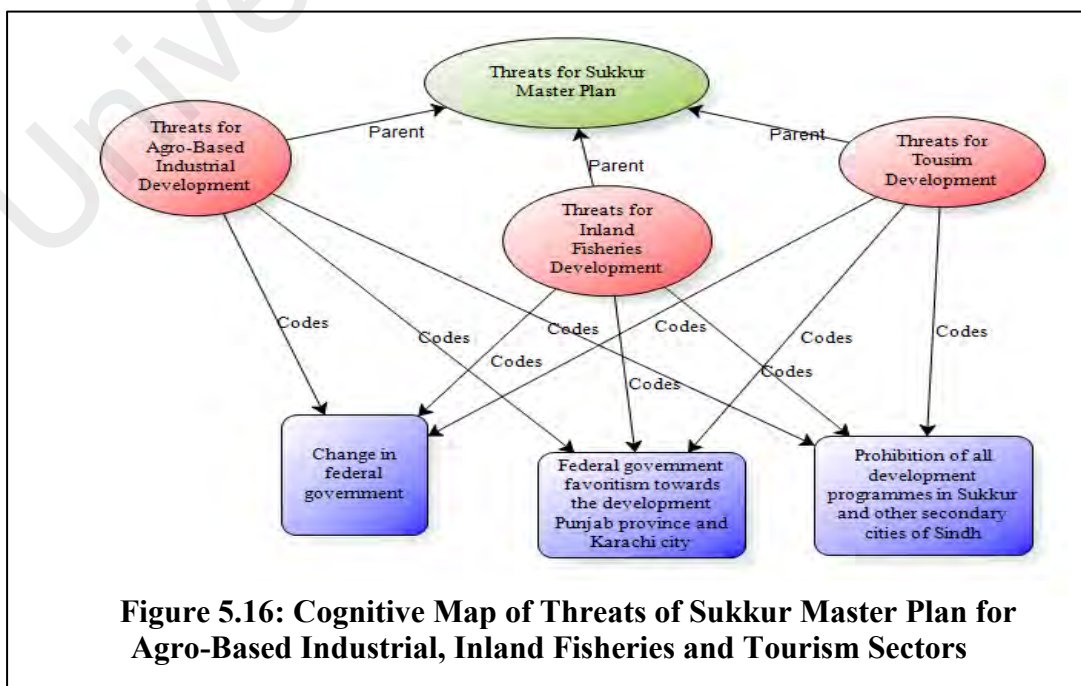 Unive
Threats for Sukkur
Master Plan
Parent
Parent
Parent
Threats for
Agro-Based
Industrial
Development
Threats for
Inland
Fisheries
Development
Threats for
Tousim
Development
Codes
Codes
Codes
Codes
Codes
Codes
Codes
Codes
Codes
Change in
federal
government
Federal government
favoritism towards
the development
Punjab province and
Karachi city
Prohibition of all
development
programmes in Sukkur
and other secondary
cities of Sindh
Figure 5.16: Cognitive Map of Threats of Sukkur Master Plan for
Agro-Based Industrial, Inland Fisheries and Tourism Sectors